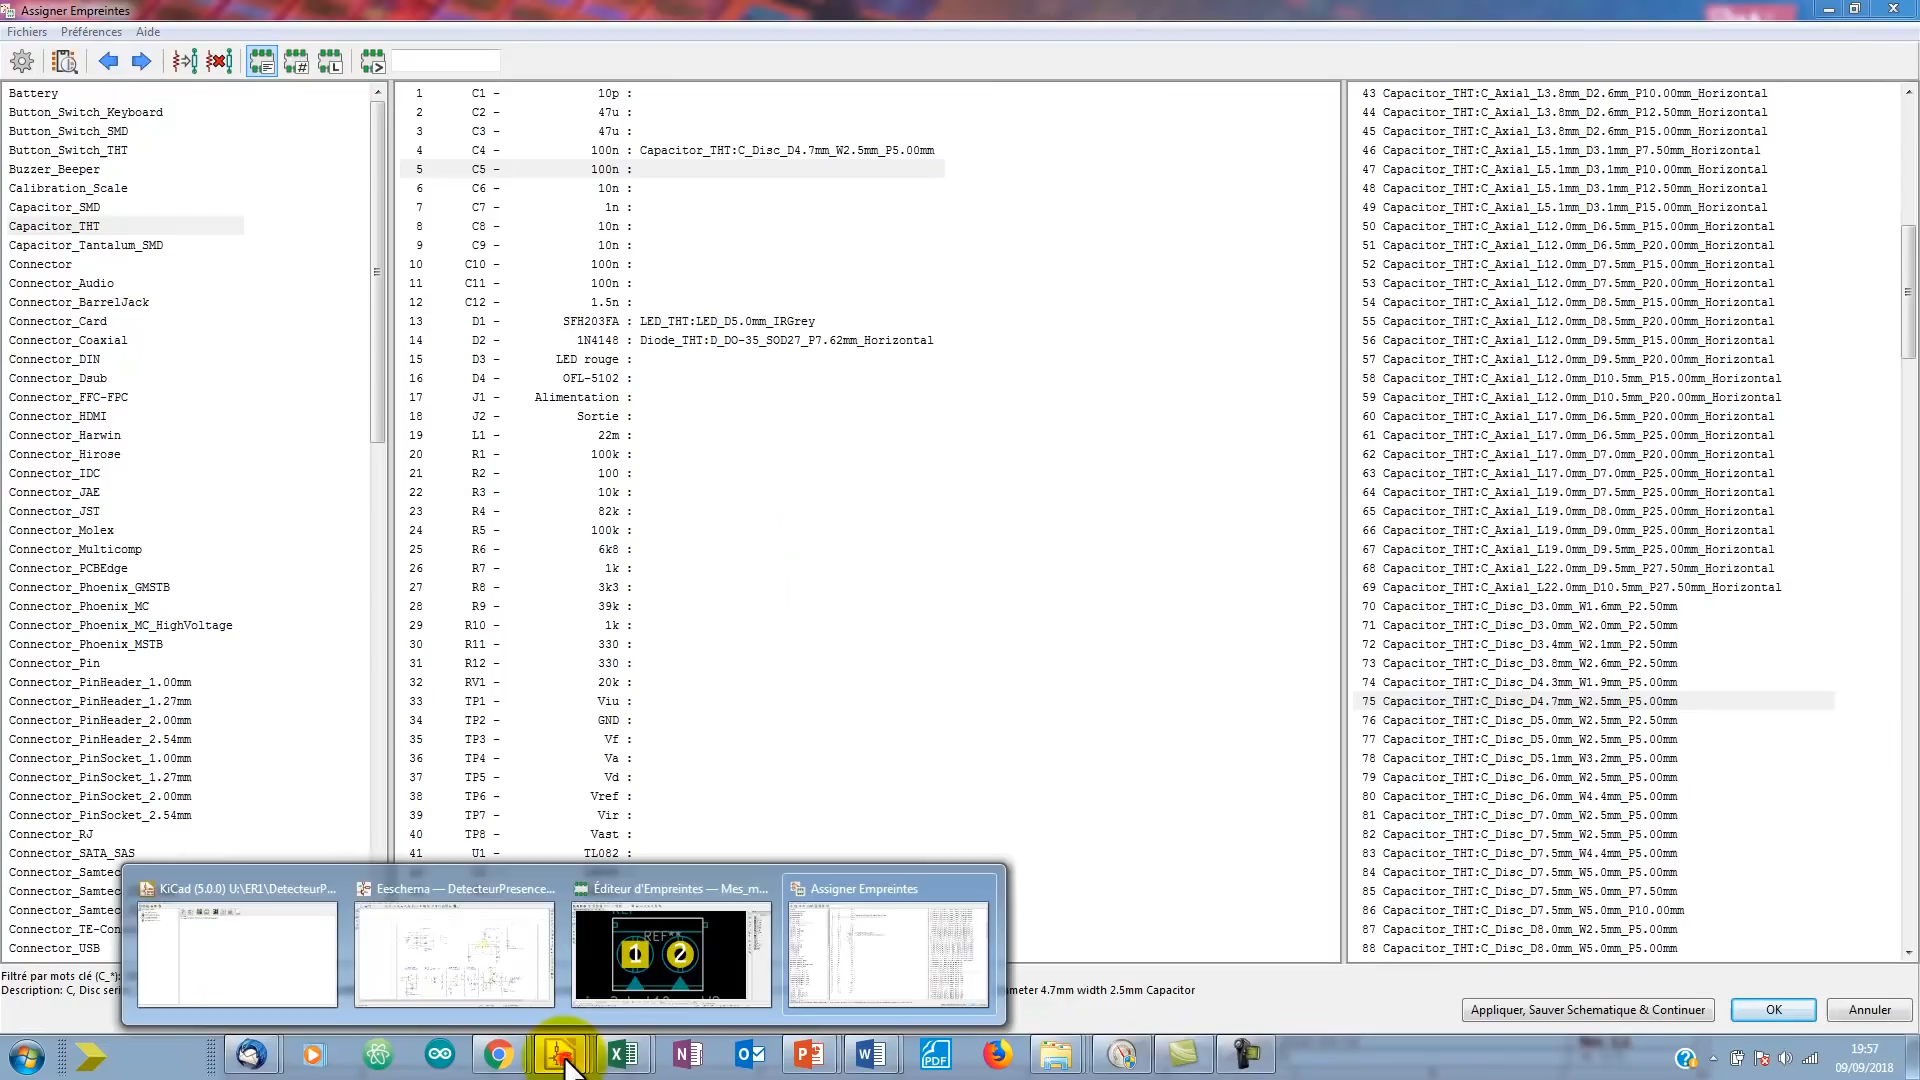 Assigner Empreintes
Fichiers Préférences Aide
Battery
Button_Switch_Keyboard
Button_Switch_SMD
Button_Switch_THT
Buzzer_Beeper
Calibration_Scale
Capacitor_SMD
Capacitor_THT
Capacitor_Tantalum_SMD
Connector
Connector_Audio
Connector_BarrelJack
Connector_Card
Connector_Coaxial
Connector_DIN
Connector_Dsub
Connector_FFC-FPC
Connector_HDMI
Connector_Harwin
Connector_Hirose
Connector_IDC
Connector_JAE
Connector_JST
Connector_Molex
Connector_Multicomp
Connector_PCBEdge
Connector_Phoenix_GMSTB
Connector_Phoenix_MC
Connector_Phoenix_MC_HighVoltage
Connector_Phoenix_MSTB
Connector_Pin
Connector_PinHeader_1.00mm
Connector_PinHeader_1.27mm
Connector_PinHeader_2.00mm
Connector_PinHeader_2.54mm
Connector_PinSocket_1.00mm
Connector_PinSocket_1.27mm
Connector_PinSocket_2.00mm
Connector_PinSocket_2.54mm
Connector_RJ
Connector_SATA_SAS
Connector_Samtec
Connector_Samtec
Connector_Samtec
Connector_TE-Con
Connector_USB
1 C1 - 10p :
2 C2 - 47u :
3 C3 - 47u :
4 C4 - 100n : Capacitor_THT:C_Disc_D4.7mm_W2.5mm_P5.00mm
5 C5 - 100n :
6 C6 - 10n :
7 C7 - 1n :
8 C8 - 10n :
9 C9 - 10n :
10 C10 - 100n :
11 C11 - 100n :
12 C12 - 1.5n :
13 D1 - SFH203FA : LED_THT:LED_D5.0mm_IRGrey
14 D2 - 1N4148 : Diode_THT:D_DO-35_SOD27_P7.62mm_Horizontal
15 D3 - LED rouge :
16 D4 - OFL-5102 :
17 J1 - Alimentation :
18 J2 - Sortie :
19 L1 - 22m :
20 R1 - 100k :
21 R2 - 100 :
22 R3 - 10k :
23 R4 - 82k :
24 R5 - 100k :
25 R6 - 6k8 :
26 R7 - 1k :
27 R8 - 3k3 :
28 R9 - 39k :
29 R10 - 1k :
30 R11 - 330 :
31 R12 - 330 :
32 RV1 - 20k :
33 TP1 - Viu :
34 TP2 - GND :
35 TP3 - Vf :
36 TP4 - Va :
37 TP5 - Vd :
38 TP6 - Vref :
39 TP7 - Vir :
40 TP8 - Vast :
41 U1 - TL082 :
43 Capacitor_THT:C_Axial_L3.8mm_D2.6mm_P10.00mm_Horizontal
44 Capacitor_THT:C_Axial_L3.8mm_D2.6mm_P12.50mm_Horizontal
45 Capacitor_THT:C_Axial_L3.8mm_D2.6mm_P15.00mm_Horizontal
46 Capacitor_THT:C_Axial_L5.1mm_D3.1mm_P7.50mm_Horizontal
47 Capacitor_THT:C_Axial_L5.1mm_D3.1mm_P10.00mm_Horizontal
48 Capacitor_THT:C_Axial_L5.1mm_D3.1mm_P12.50mm_Horizontal
49 Capacitor_THT:C_Axial_L5.1mm_D3.1mm_P15.00mm_Horizontal
50 Capacitor_THT:C_Axial_L12.0mm_D6.5mm_P15.00mm_Horizontal
51 Capacitor_THT:C_Axial_L12.0mm_D6.5mm_P20.00mm_Horizontal
52 Capacitor_THT:C_Axial_L12.0mm_D7.5mm_P15.00mm_Horizontal
53 Capacitor_THT:C_Axial_L12.0mm_D7.5mm_P20.00mm_Horizontal
54 Capacitor_THT:C_Axial_L12.0mm_D8.5mm_P15.00mm_Horizontal
55 Capacitor_THT:C_Axial_L12.0mm_D8.5mm_P20.00mm_Horizontal
56 Capacitor_THT:C_Axial_L12.0mm_D9.5mm_P15.00mm_Horizontal
57 Capacitor_THT:C_Axial_L12.0mm_D9.5mm_P20.00mm_Horizontal
58 Capacitor_THT:C_Axial_L12.0mm_D10.5mm_P15.00mm_Horizontal
59 Capacitor_THT:C_Axial_L12.0mm_D10.5mm_P20.00mm_Horizontal
60 Capacitor_THT:C_Axial_L17.0mm_D6.5mm_P20.00mm_Horizontal
61 Capacitor_THT:C_Axial_L17.0mm_D6.5mm_P25.00mm_Horizontal
62 Capacitor_THT:C_Axial_L17.0mm_D7.0mm_P20.00mm_Horizontal
63 Capacitor_THT:C_Axial_L17.0mm_D7.0mm_P25.00mm_Horizontal
64 Capacitor_THT:C_Axial_L19.0mm_D7.5mm_P25.00mm_Horizontal
65 Capacitor_THT:C_Axial_L19.0mm_D8.0mm_P25.00mm_Horizontal
66 Capacitor_THT:C_Axial_L19.0mm_D9.0mm_P25.00mm_Horizontal
67 Capacitor_THT:C_Axial_L19.0mm_D9.5mm_P25.00mm_Horizontal
68 Capacitor_THT:C_Axial_L22.0mm_D9.5mm_P27.50mm_Horizontal
69 Capacitor_THT:C_Axial_L22.0mm_D10.5mm_P27.50mm_Horizontal
70 Capacitor_THT:C_Disc_D3.0mm_W1.6mm_P2.50mm
71 Capacitor_THT:C_Disc_D3.0mm_W2.0mm_P2.50mm
72 Capacitor_THT:C_Disc_D3.4mm_W2.1mm_P2.50mm
73 Capacitor_THT:C_Disc_D3.8mm_W2.6mm_P2.50mm
74 Capacitor_THT:C_Disc_D4.3mm_W1.9mm_P5.00mm
75 Capacitor_THT:C_Disc_D4.7mm_W2.5mm_P5.00mm
76 Capacitor_THT:C_Disc_D5.0mm_W2.5mm_P2.50mm
77 Capacitor_THT:C_Disc_D5.0mm_W2.5mm_P5.00mm
78 Capacitor_THT:C_Disc_D5.1mm_W3.2mm_P5.00mm
79 Capacitor_THT:C_Disc_D6.0mm_W2.5mm_P5.00mm
80 Capacitor_THT:C_Disc_D6.0mm_W4.4mm_P5.00mm
81 Capacitor_THT:C_Disc_D7.0mm_W2.5mm_P5.00mm
82 Capacitor_THT:C_Disc_D7.5mm_W2.5mm_P5.00mm
83 Capacitor_THT:C_Disc_D7.5mm_W4.4mm_P5.00mm
84 Capacitor_THT:C_Disc_D7.5mm_W5.0mm_P5.00mm
85 Capacitor_THT:C_Disc_D7.5mm_W5.0mm_P7.50mm
86 Capacitor_THT:C_Disc_D7.5mm_W5.0mm_P10.00mm
87 Capacitor_THT:C_Disc_D8.0mm_W2.5mm_P5.00mm
88 Capacitor_THT:C_Disc_D8.0mm_W5.0mm_P5.00mm
KiCad (5.0.0) U:\ER1\DetecteurP...
Eeschema — DetecteurPresence...
Éditeur d'Empreintes — Mes_m...
Assigner Empreintes
REF**
1 2
Filtré par mots clé (C_*):
Description: C, Disc serie
meter 4.7mm width 2.5mm Capacitor
Appliquer, Sauver Schematique & Continuer
OK
Annuler
19:57
09/09/2018